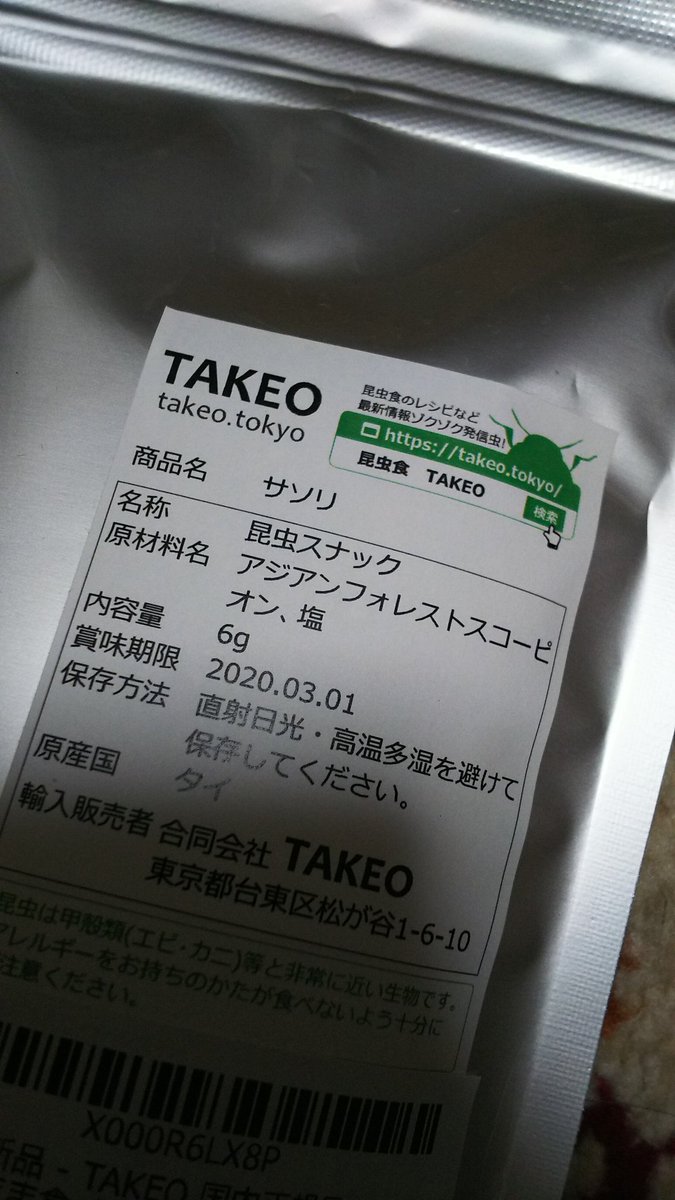 TAKEO
takeo.tokyo
昆虫食のレシピなど
最新情報ゾクゾク発信虫!
https://takeo.tokyo/
昆虫食 TAKEO
検索
商品名 サソリ
名称 昆虫スナック
原材料名 アジアンフォレストスコーピ
オン、塩
内容量 6g
賞味期限 2020.03.01
保存方法 直射日光・高温多湿を避けて
保存してください。
原産国 タイ
輸入販売者 合同会社 TAKEO
東京都台東区松が谷1-6-10
昆虫は甲殻類(エビ・カニ)等と非常に近い生物です。
アレルギーをお持ちのかたが食べないよう十分に
注意ください。
X000R6LX8P
新品 - TAKEO